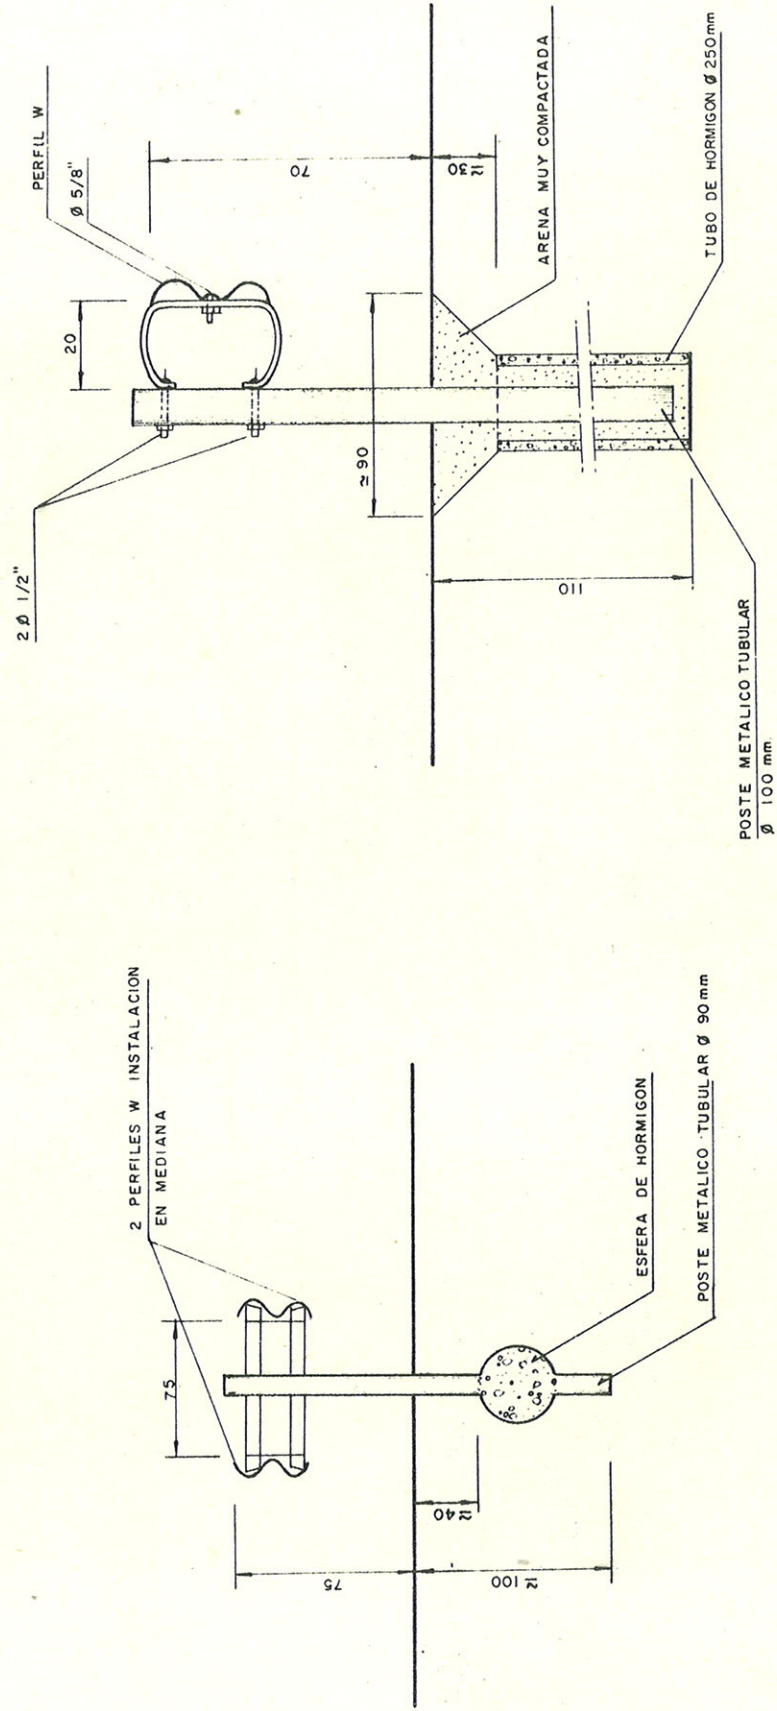 PERFIL W
Ø 5/8"
70
20
2 Ø 1/2"
≃ 90
≃ 30
ARENA MUY COMPACTADA
TUBO DE HORMIGON Ø 250mm
110
POSTE METALICO TUBULAR
Ø 100 mm.
2 PERFILES W INSTALACION
EN MEDIANA
75
75
≃ 40
≃ 100
ESFERA DE HORMIGON
POSTE METALICO TUBULAR Ø 90mm